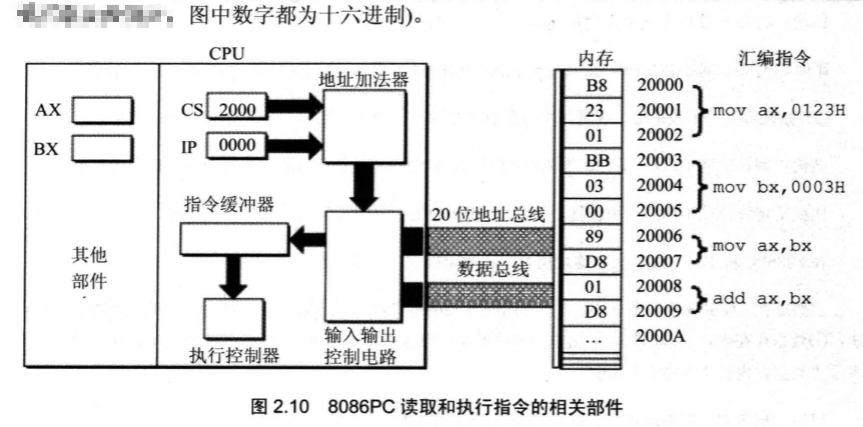 图中数字都为十六进制)。
CPU
内存
汇编指令
地址加法器
AX
BX
CS
2000
IP
0000
指令缓冲器
20位地址总线
数据总线
其他
部件
执行控制器
输入输出
控制电路
B8 20000
23 20001 mov ax,0123H
01 20002
BB 20003
03 20004 mov bx,0003H
00 20005
89 20006
mov ax,bx
D8 20007
01 20008
add ax,bx
D8 20009
… 2000A
图 2.10 8086PC 读取和执行指令的相关部件